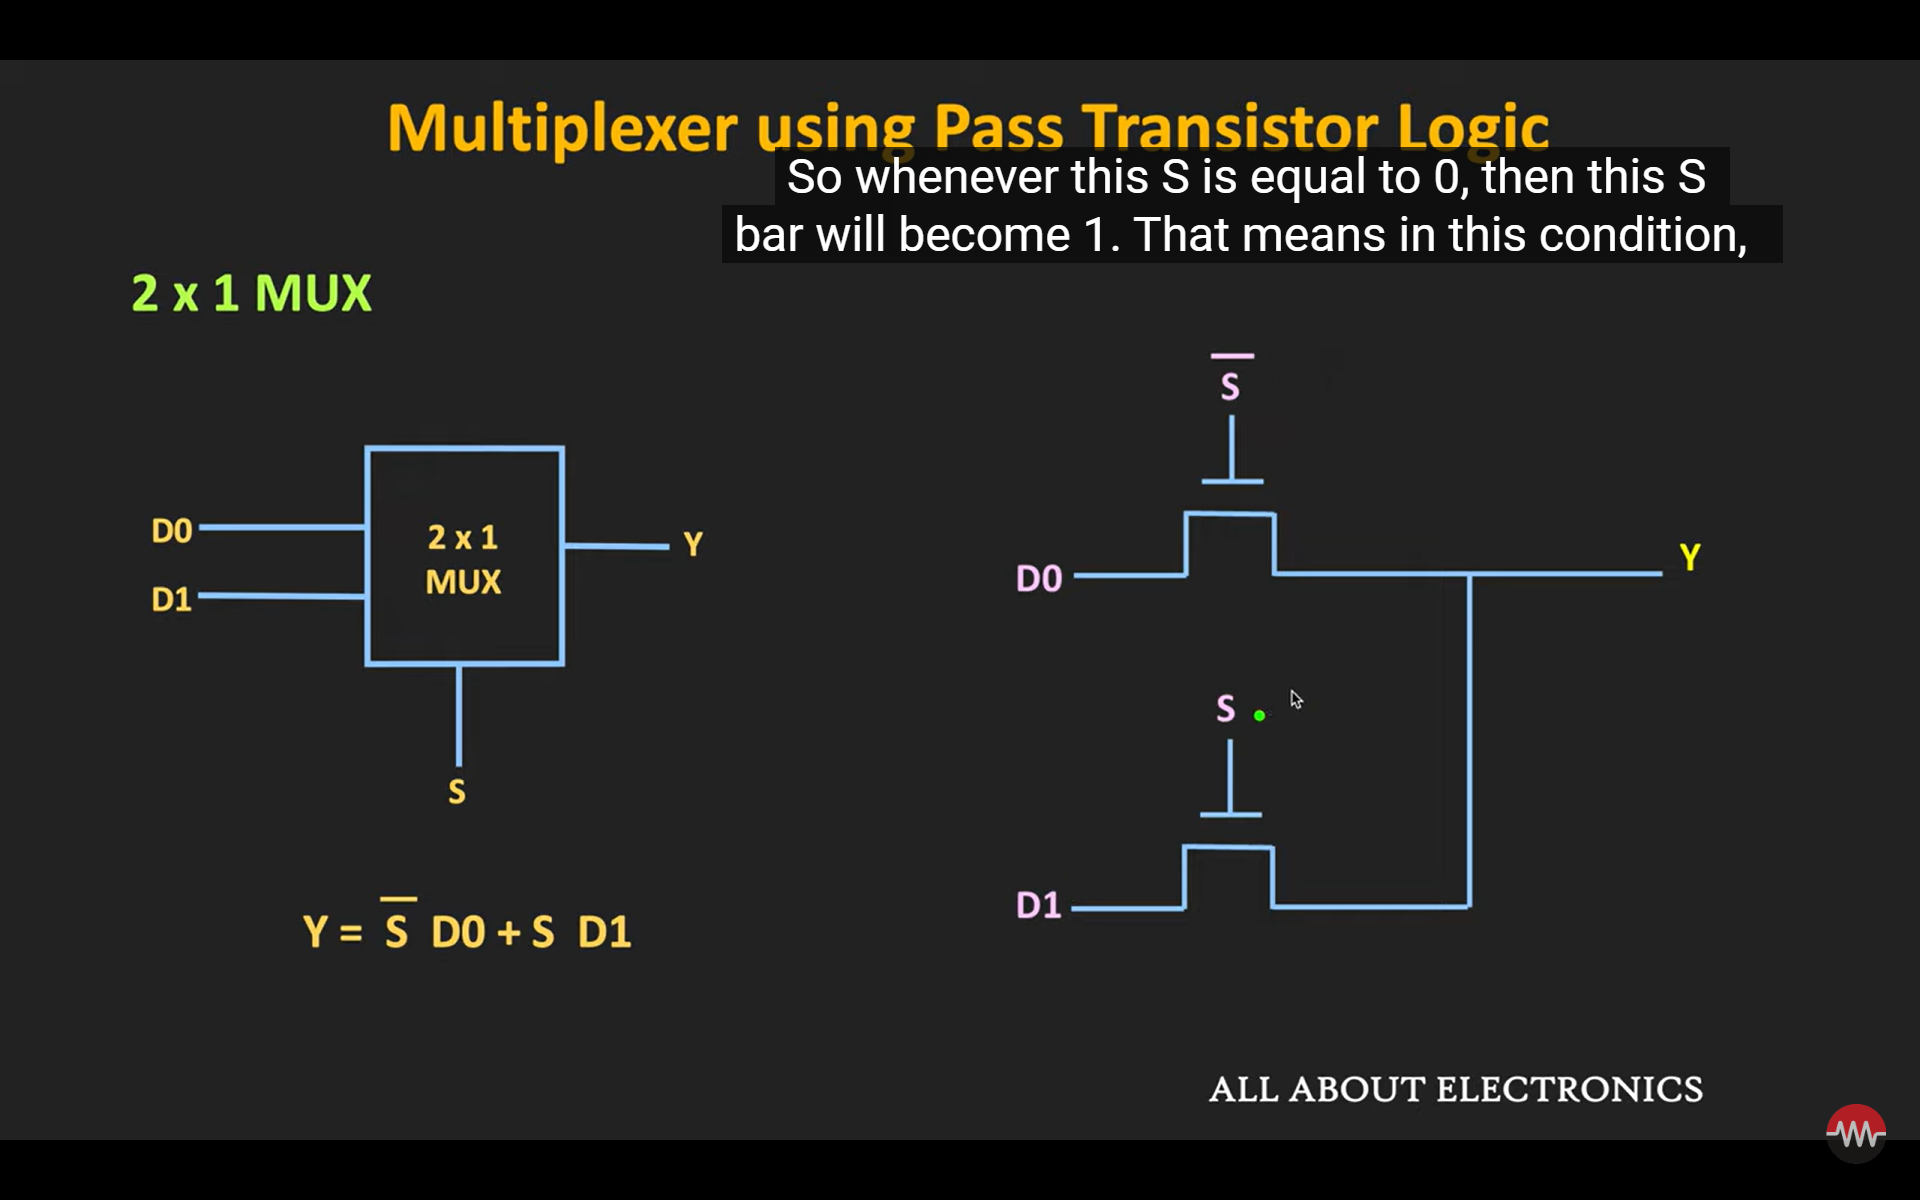 Multiplexer using Pass Transistor Logic
So whenever this S is equal to 0, then this S
bar will become 1. That means in this condition,
2 x 1 MUX
D0
D1
2 x 1
MUX
Y
S
Y = S̅ D0 + S D1
S̅
D0
Y
S
D1
ALL ABOUT ELECTRONICS